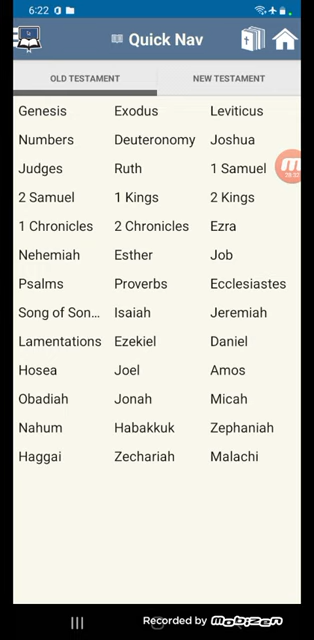 6:22
Quick Nav
OLD TESTAMENT NEW TESTAMENT
Genesis Exodus Leviticus
Numbers Deuteronomy Joshua
Judges Ruth 1 Samuel
2 Samuel 1 Kings 2 Kings
1 Chronicles 2 Chronicles Ezra
Nehemiah Esther Job
Psalms Proverbs Ecclesiastes
Song of Son... Isaiah Jeremiah
Lamentations Ezekiel Daniel
Hosea Joel Amos
Obadiah Jonah Micah
Nahum Habakkuk Zephaniah
Haggai Zechariah Malachi
Recorded by mobizen